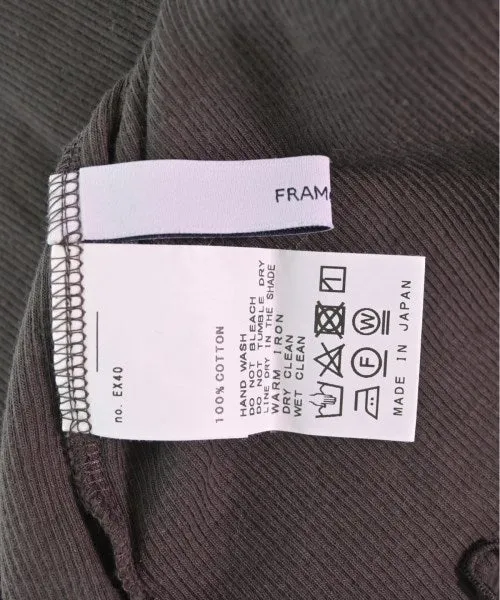 FRAM
no. EX40
100% COTTON
HAND WASH
DO NOT BLEACH
DO NOT TUMBLE DRY
LINE DRY IN THE SHADE
WARM IRON
DRY CLEAN
WET CLEAN
F W
MADE IN JAPAN